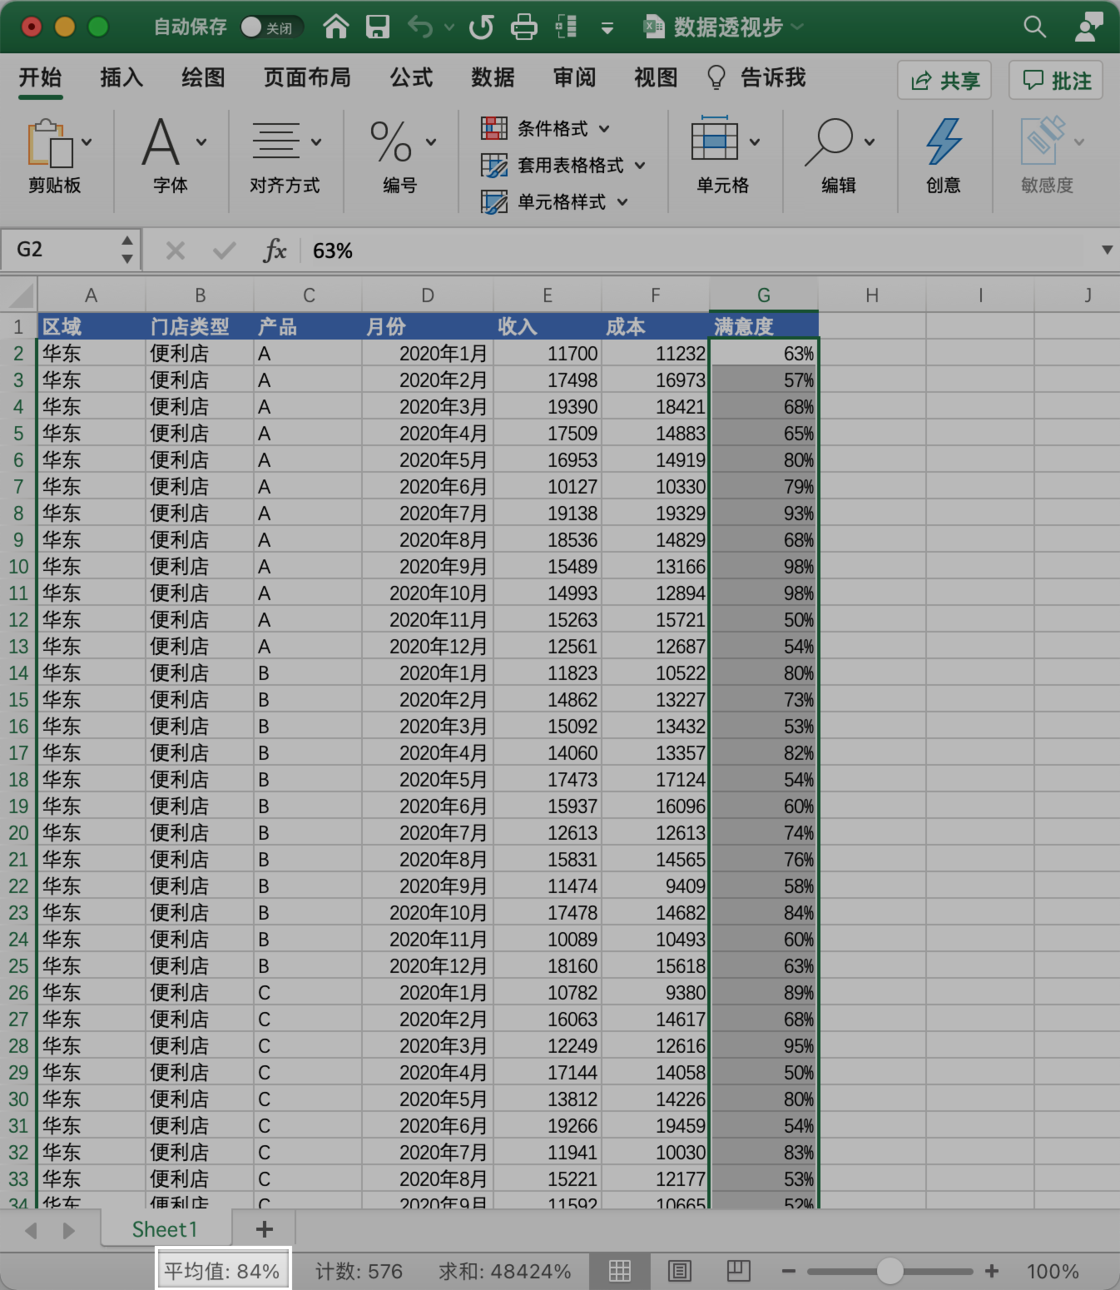 自动保存 关闭 数据透视步
开始 插入 绘图 页面布局 公式 数据 审阅 视图 告诉我 共享 批注
条件格式
套用表格格式
单元格样式
剪贴板 字体 对齐方式 编号 单元格 编辑 创意 敏感度
G2 fx 63%
A B C D E F G H I J
1 区域 门店类型 产品 月份 收入 成本 满意度
2 华东 便利店 A 2020年1月 11700 11232 63%
3 华东 便利店 A 2020年2月 17498 16973 57%
4 华东 便利店 A 2020年3月 19390 18421 68%
5 华东 便利店 A 2020年4月 17509 14883 65%
6 华东 便利店 A 2020年5月 16953 14919 80%
7 华东 便利店 A 2020年6月 10127 10330 79%
8 华东 便利店 A 2020年7月 19138 19329 93%
9 华东 便利店 A 2020年8月 18536 14829 68%
10 华东 便利店 A 2020年9月 15489 13166 98%
11 华东 便利店 A 2020年10月 14993 12894 98%
12 华东 便利店 A 2020年11月 15263 15721 50%
13 华东 便利店 A 2020年12月 12561 12687 54%
14 华东 便利店 B 2020年1月 11823 10522 80%
15 华东 便利店 B 2020年2月 14862 13227 73%
16 华东 便利店 B 2020年3月 15092 13432 53%
17 华东 便利店 B 2020年4月 14060 13357 82%
18 华东 便利店 B 2020年5月 17473 17124 54%
19 华东 便利店 B 2020年6月 15937 16096 60%
20 华东 便利店 B 2020年7月 12613 12613 74%
21 华东 便利店 B 2020年8月 15831 14565 76%
22 华东 便利店 B 2020年9月 11474 9409 58%
23 华东 便利店 B 2020年10月 17478 14682 84%
24 华东 便利店 B 2020年11月 10089 10493 60%
25 华东 便利店 B 2020年12月 18160 15618 63%
26 华东 便利店 C 2020年1月 10782 9380 89%
27 华东 便利店 C 2020年2月 16063 14617 68%
28 华东 便利店 C 2020年3月 12249 12616 95%
29 华东 便利店 C 2020年4月 17144 14058 50%
30 华东 便利店 C 2020年5月 13812 14226 80%
31 华东 便利店 C 2020年6月 19266 19459 54%
32 华东 便利店 C 2020年7月 11941 10030 83%
33 华东 便利店 C 2020年8月 15221 12177 53%
34 华东 便利店 C 2020年9月 11592 10665 52%
Sheet1
平均值: 84% 计数: 576 求和: 48424% 100%